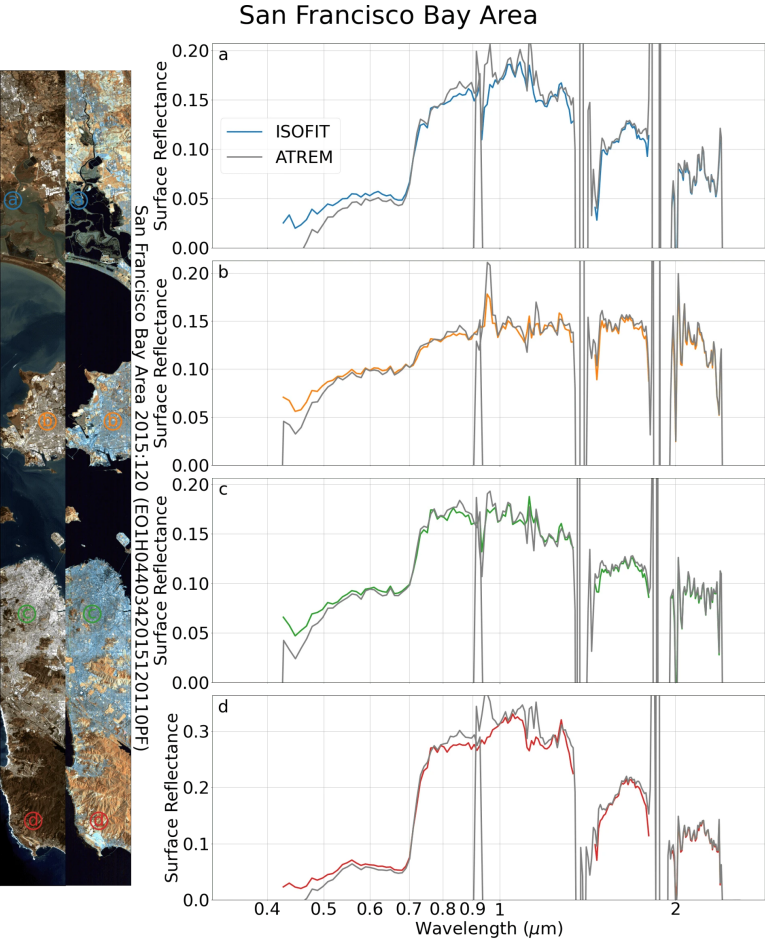 San Francisco Bay Area
a
0.20
0.15
0.10
0.05
0.00
Surface Reflectance
ISOFIT
ATREM
b
0.20
0.15
0.10
0.05
0.00
Surface Reflectance
c
0.20
0.15
0.10
0.05
0.00
Surface Reflectance
d
0.3
0.2
0.1
0.0
Surface Reflectance
0.4 0.5 0.6 0.7 0.8 0.9 1 2
Wavelength (μm)
San Francisco Bay Area 2015:120 (EO1H0440342015120110PF)
a a
b b
c c
d d